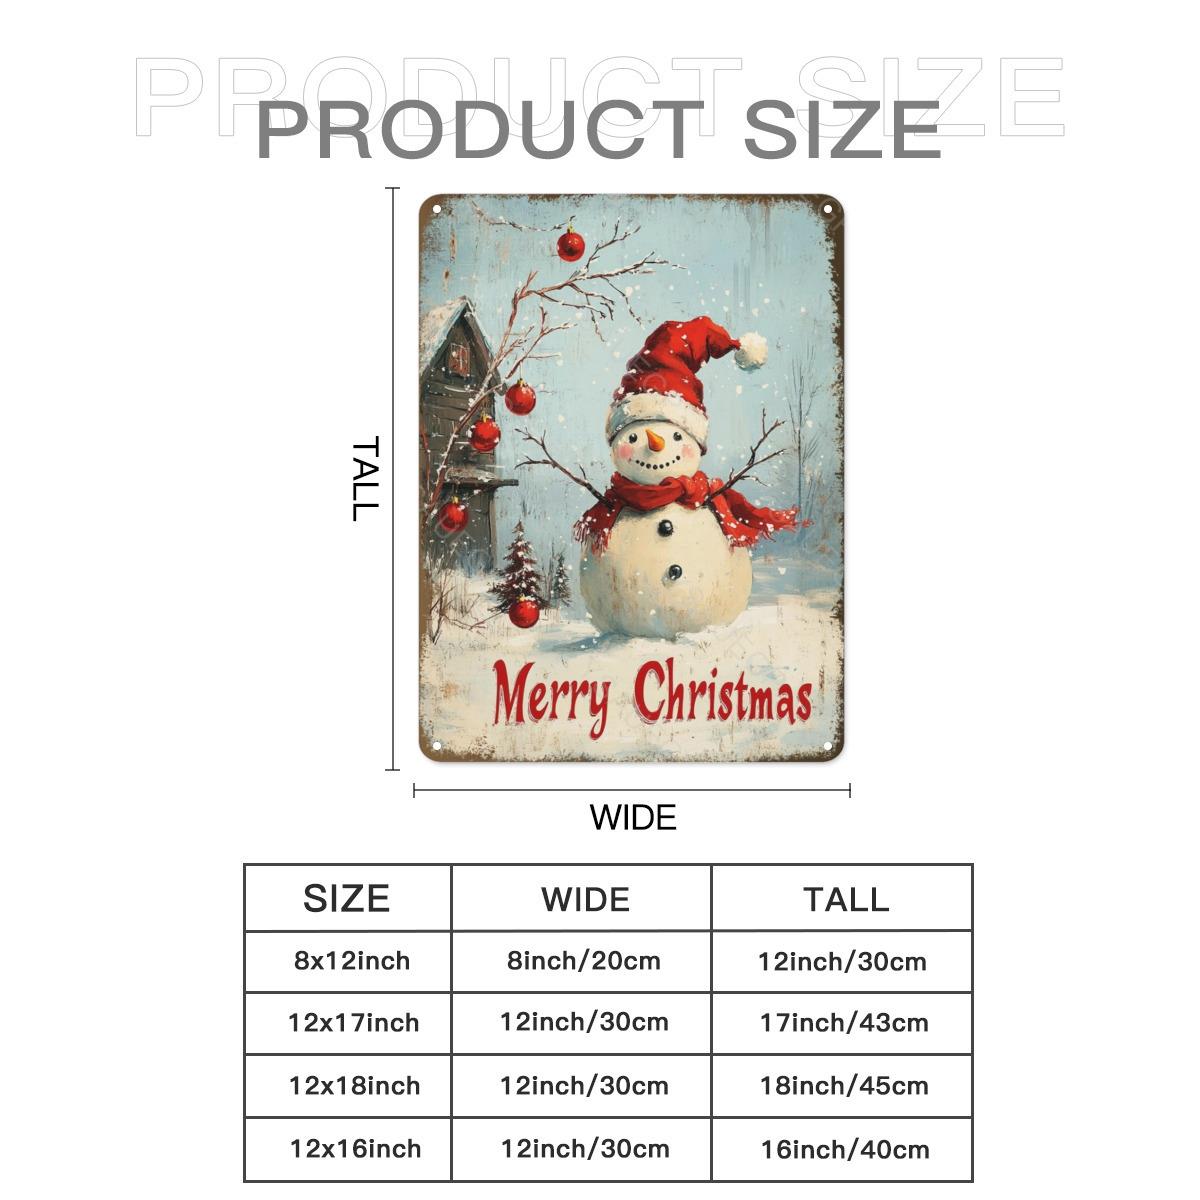 PRODUCT SIZE
PRODUCT SIZE
TALL
Merry Christmas
WIDE
SIZE WIDE TALL
8x12inch 8inch/20cm 12inch/30cm
12x17inch 12inch/30cm 17inch/43cm
12x18inch 12inch/30cm 18inch/45cm
12x16inch 12inch/30cm 16inch/40cm